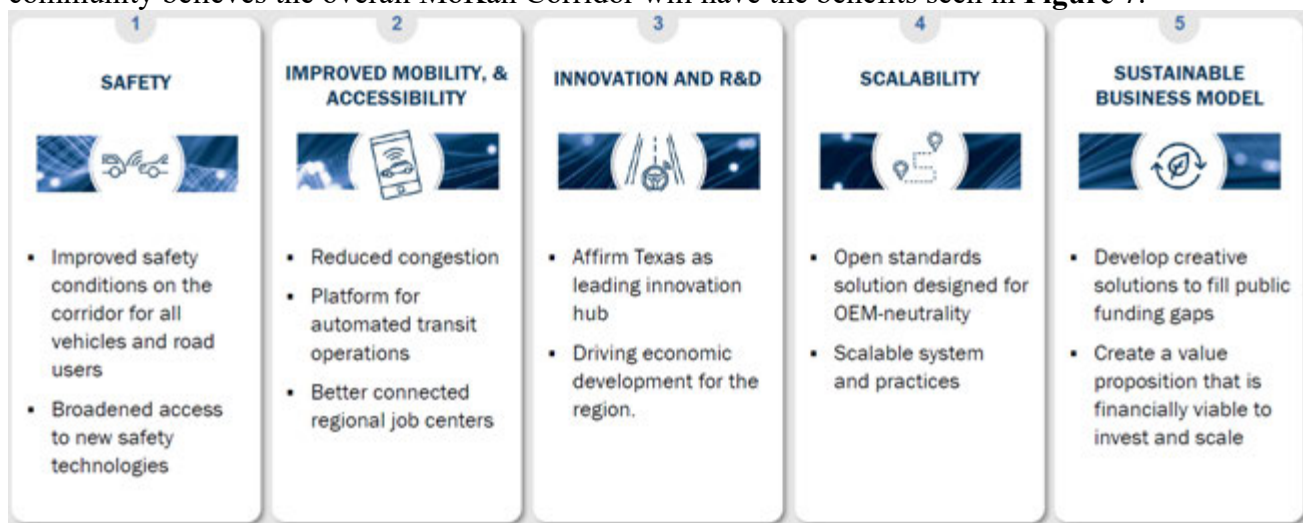 community believes the overall MoKan Corridor will have the benefits seen in Figure 7.
1
SAFETY
▪ Improved safety
conditions on the
corridor for all
vehicles and road
users
▪ Broadened access
to new safety
technologies
2
IMPROVED MOBILITY, &
ACCESSIBILITY
▪ Reduced congestion
▪ Platform for
automated transit
operations
▪ Better connected
regional job centers
3
INNOVATION AND R&D
▪ Affirm Texas as
leading innovation
hub
▪ Driving economic
development for the
region.
4
SCALABILITY
▪ Open standards
solution designed for
OEM-neutrality
▪ Scalable system
and practices
5
SUSTAINABLE
BUSINESS MODEL
▪ Develop creative
solutions to fill public
funding gaps
▪ Create a value
proposition that is
financially viable to
invest and scale